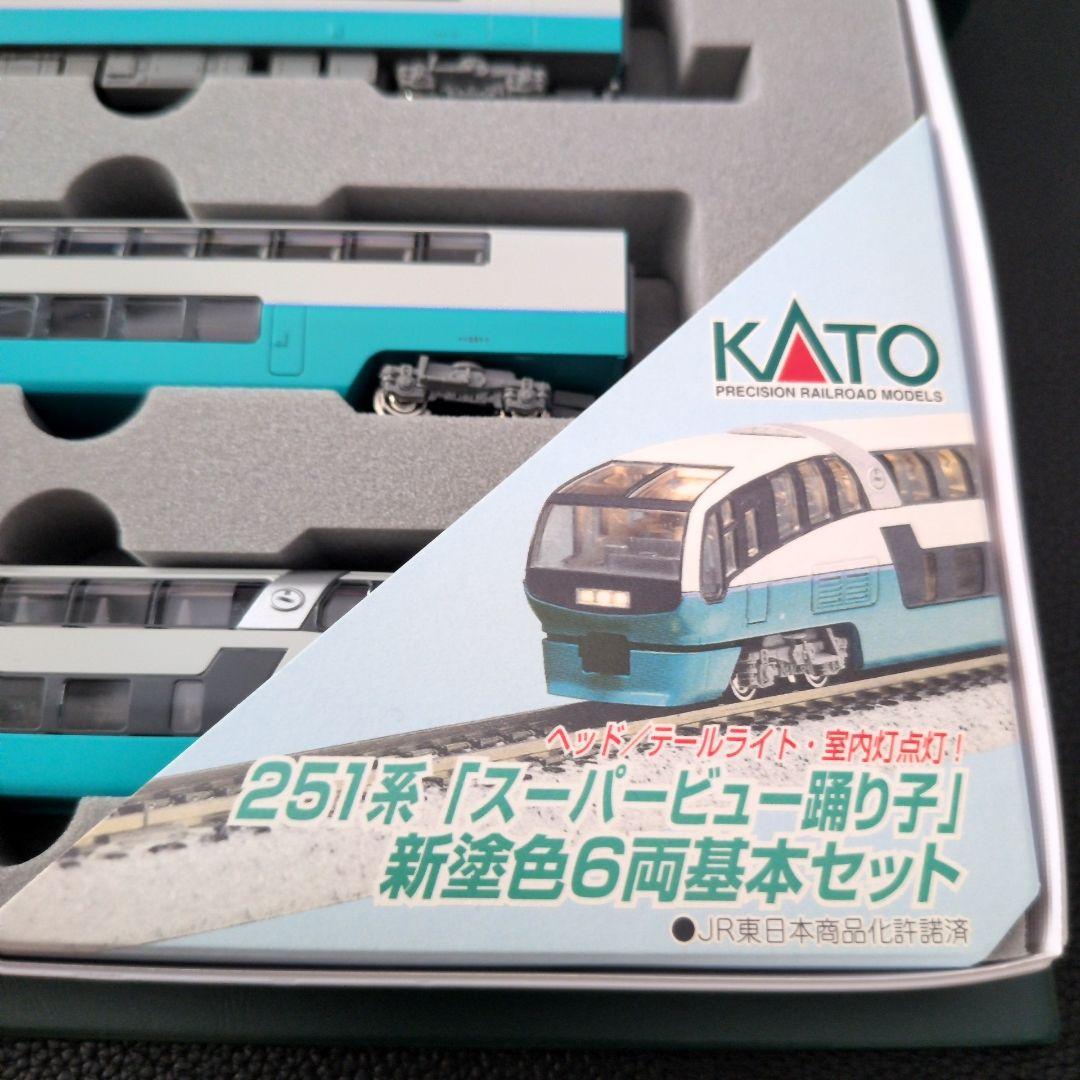 KATO
PRECISION RAILROAD MODELS
ヘッド/テールライト・室内灯点灯!
251系「スーパービュー踊り子」
新塗色6両基本セット
●JR東日本商品化許諾済